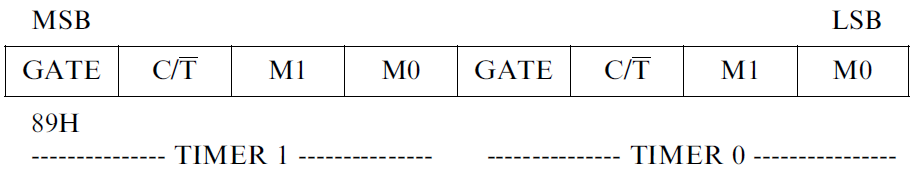 MSB LSB
GATE C/T̅ M1 M0 GATE C/T̅ M1 M0
89H
--------------- TIMER 1 --------------- --------------- TIMER 0 ----------------